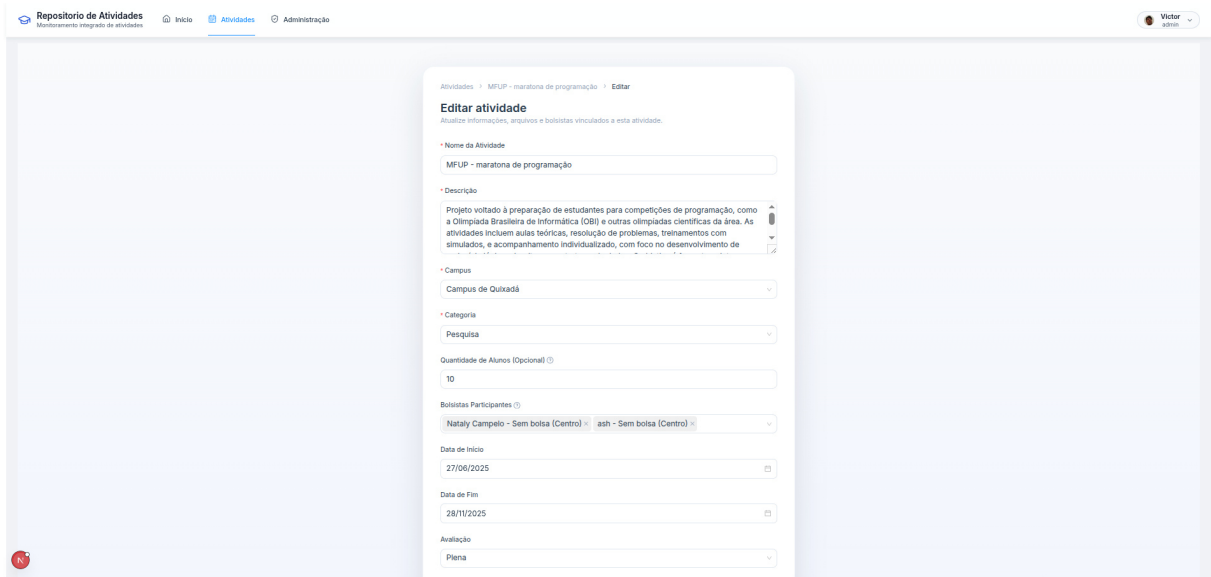 Repositorio de Atividades
Monitoramento integrado de atividades
Início
Atividades
Administração
Victor
admin
Atividades > MFUP - maratona de programação > Editar
Editar atividade
Atualize informações, arquivos e bolsistas vinculados a esta atividade.
* Nome da Atividade
MFUP - maratona de programação
* Descrição
Projeto voltado à preparação de estudantes para competições de programação, como
a Olimpíada Brasileira de Informática (OBI) e outras olimpíadas científicas da área. As
atividades incluem aulas teóricas, resolução de problemas, treinamentos com
simulados, e acompanhamento individualizado, com foco no desenvolvimento de
* Campus
Campus de Quixadá
* Categoria
Pesquisa
Quantidade de Alunos (Opcional)
10
Bolsistas Participantes
Nataly Campelo - Sem bolsa (Centro) × ash - Sem bolsa (Centro) ×
Data de Início
27/06/2025
Data de Fim
28/11/2025
Avaliação
Plena
N